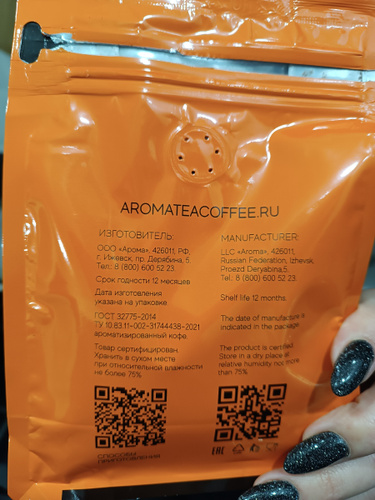 AROMATEACOFFEE.RU
ИЗГОТОВИТЕЛЬ:
ООО «Арома», 426011, РФ,
г. Ижевск, пр. Дерябина, 5.
Тел.: 8 (800) 600 52 23.
Срок годности 12 месяцев
Дата изготовления
указана на упаковке
ГОСТ 32775-2014
ТУ 10.83.11-002-31744438-2021
ароматизированный кофе.
Товар сертифицирован.
Хранить в сухом месте
при относительной влажности
не более 75%
СПОСОБЫ
ПРИГОТОВЛЕНИЯ
MANUFACTURER:
LLC «Aroma», 426011,
Russian Federation, Izhevsk,
Proezd Deryabina,5.
Tel.: 8 (800) 600 52 23.
Shelf life 12 months.
The date of manufacture is
indicated in the package.
The product is certified.
Store in a dry place at
relative humidity not more
than 75%
EAC